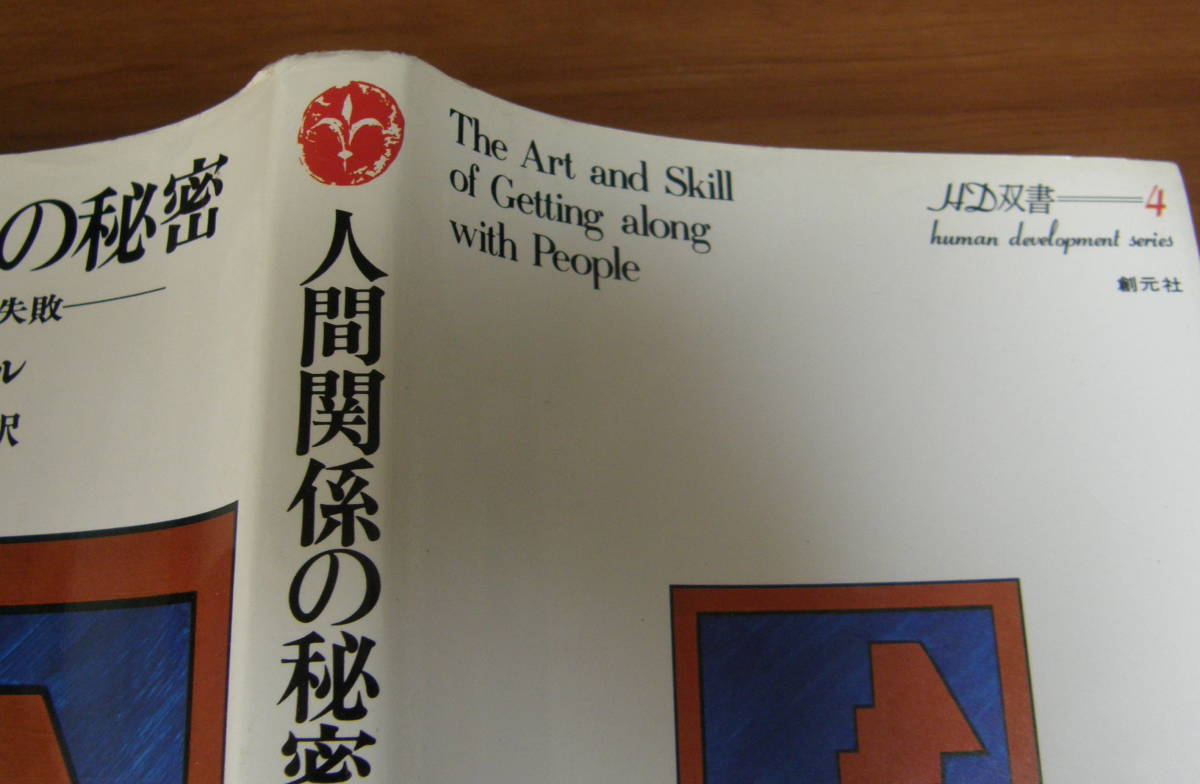 の秘密
失敗
ル
訳
人間関係の秘密
The Art and Skill
of Getting along
with People
HD双書 4
human development series
創元社